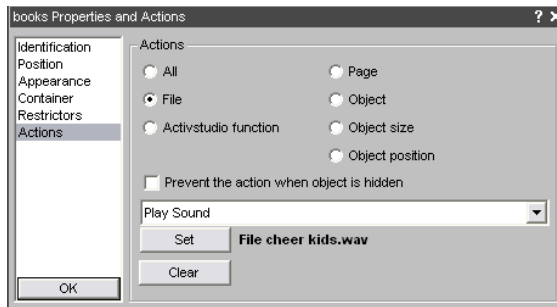 books Properties and Actions
? x
Identification
Position
Appearance
Container
Restrictors
Actions
OK
Actions
All
Page
File
Object
Activstudio function
Object size
Object position
Prevent the action when object is hidden
Play Sound
Set
File cheer kids.wav
Clear